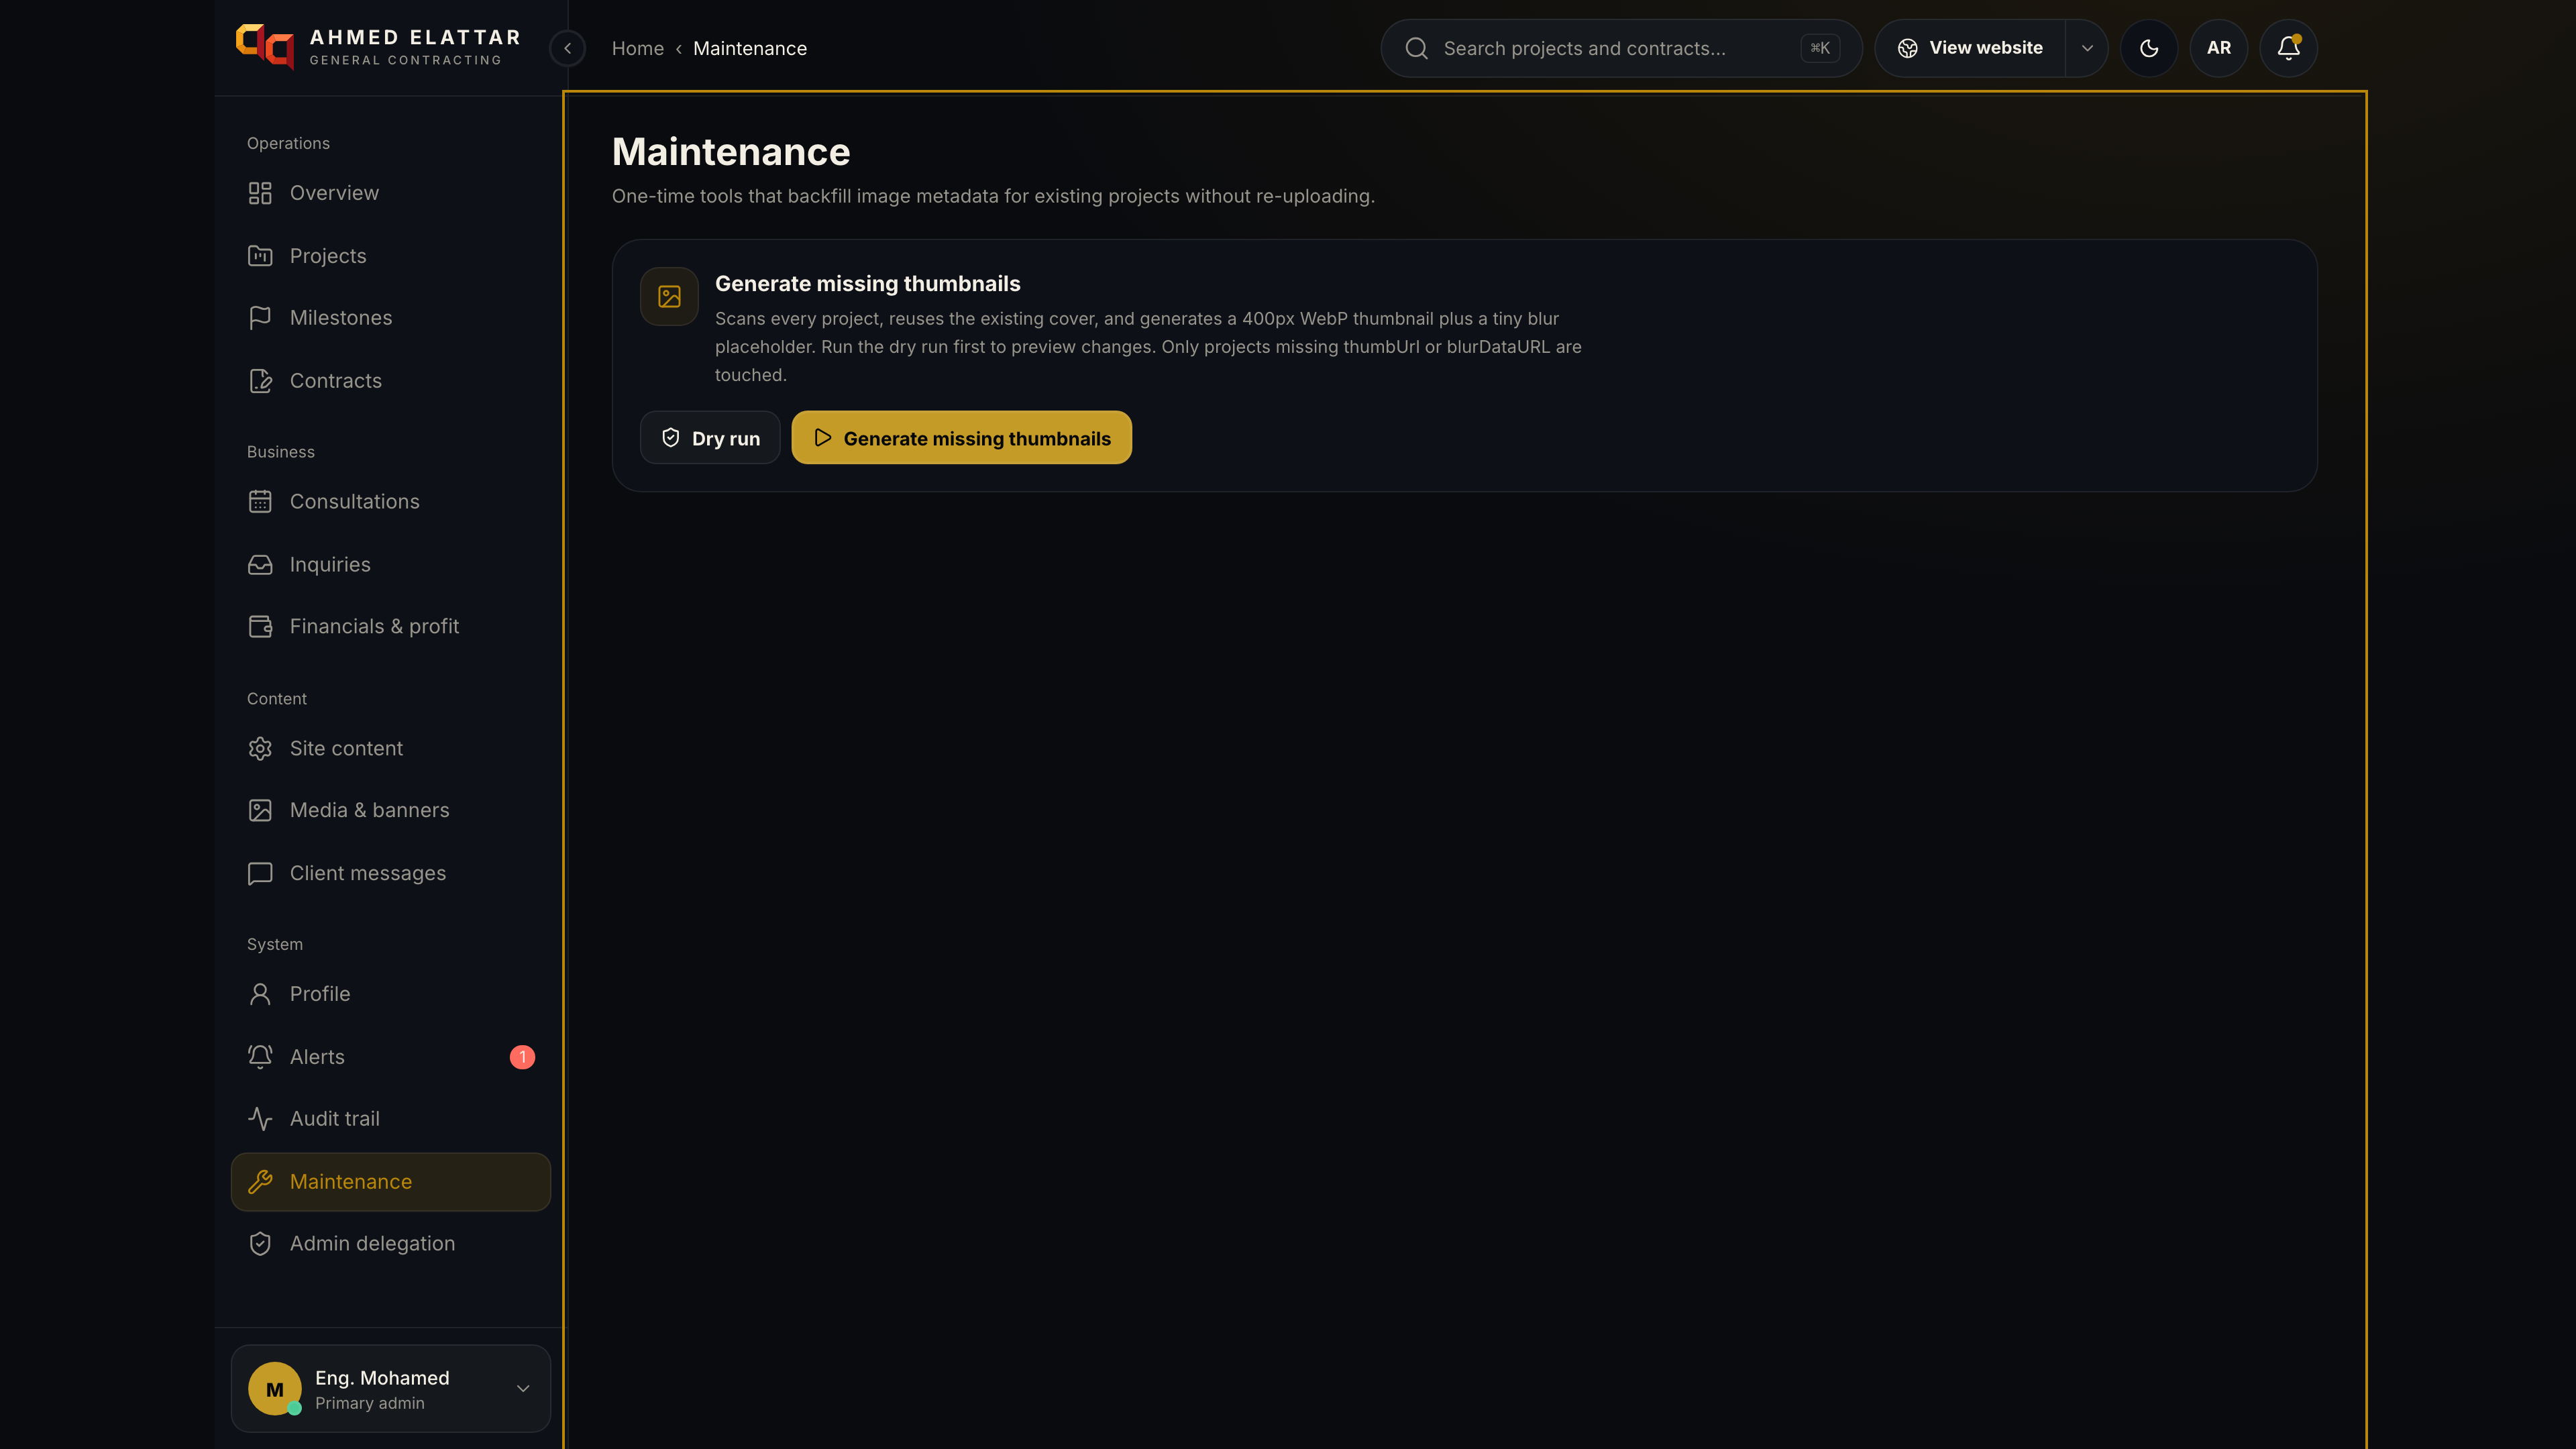 AHMED ELATTAR
GENERAL CONTRACTING
Home ‹ Maintenance
Search projects and contracts... ⌘K
View website
AR
Operations
Overview
Projects
Milestones
Contracts
Business
Consultations
Inquiries
Financials & profit
Content
Site content
Media & banners
Client messages
System
Profile
Alerts 1
Audit trail
Maintenance
Admin delegation
M
Eng. Mohamed
Primary admin
Maintenance
One-time tools that backfill image metadata for existing projects without re-uploading.
Generate missing thumbnails
Scans every project, reuses the existing cover, and generates a 400px WebP thumbnail plus a tiny blur
placeholder. Run the dry run first to preview changes. Only projects missing thumbUrl or blurDataURL are
touched.
Dry run
Generate missing thumbnails